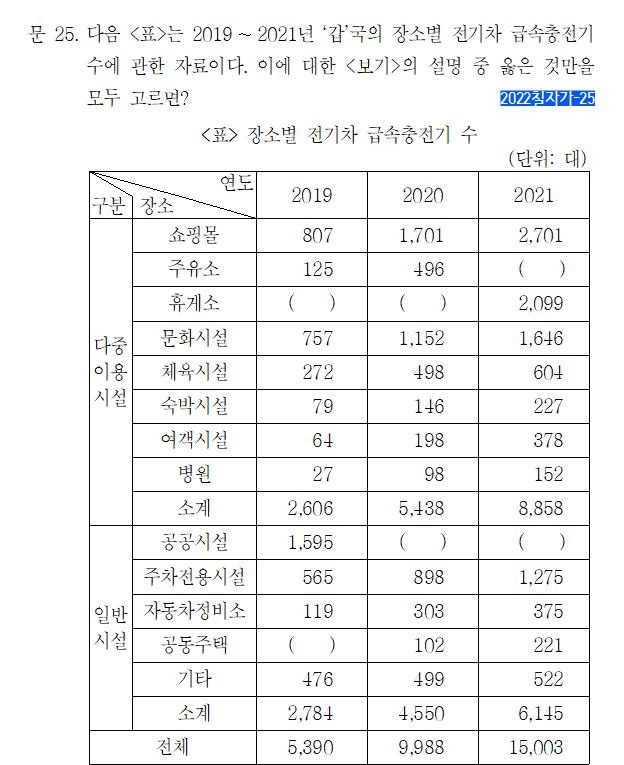 문 25. 다음 <표>는 2019 ~ 2021년 ‘갑’국의 장소별 전기차 급속충전기
수에 관한 자료이다. 이에 대한 <보기>의 설명 중 옳은 것만을
모두 고르면?
2022칠자가-25
<표> 장소별 전기차 급속충전기 수
(단위: 대)
구분 장소 연도 2019 2020 2021
다중이용시설
쇼핑몰 807 1,701 2,701
주유소 125 496 ( )
휴게소 ( ) ( ) 2,099
문화시설 757 1,152 1,646
체육시설 272 498 604
숙박시설 79 146 227
여객시설 64 198 378
병원 27 98 152
소계 2,606 5,438 8,858
일반시설
공공시설 1,595 ( ) ( )
주차전용시설 565 898 1,275
자동차정비소 119 303 375
공동주택 ( ) 102 221
기타 476 499 522
소계 2,784 4,550 6,145
전체 5,390 9,988 15,003